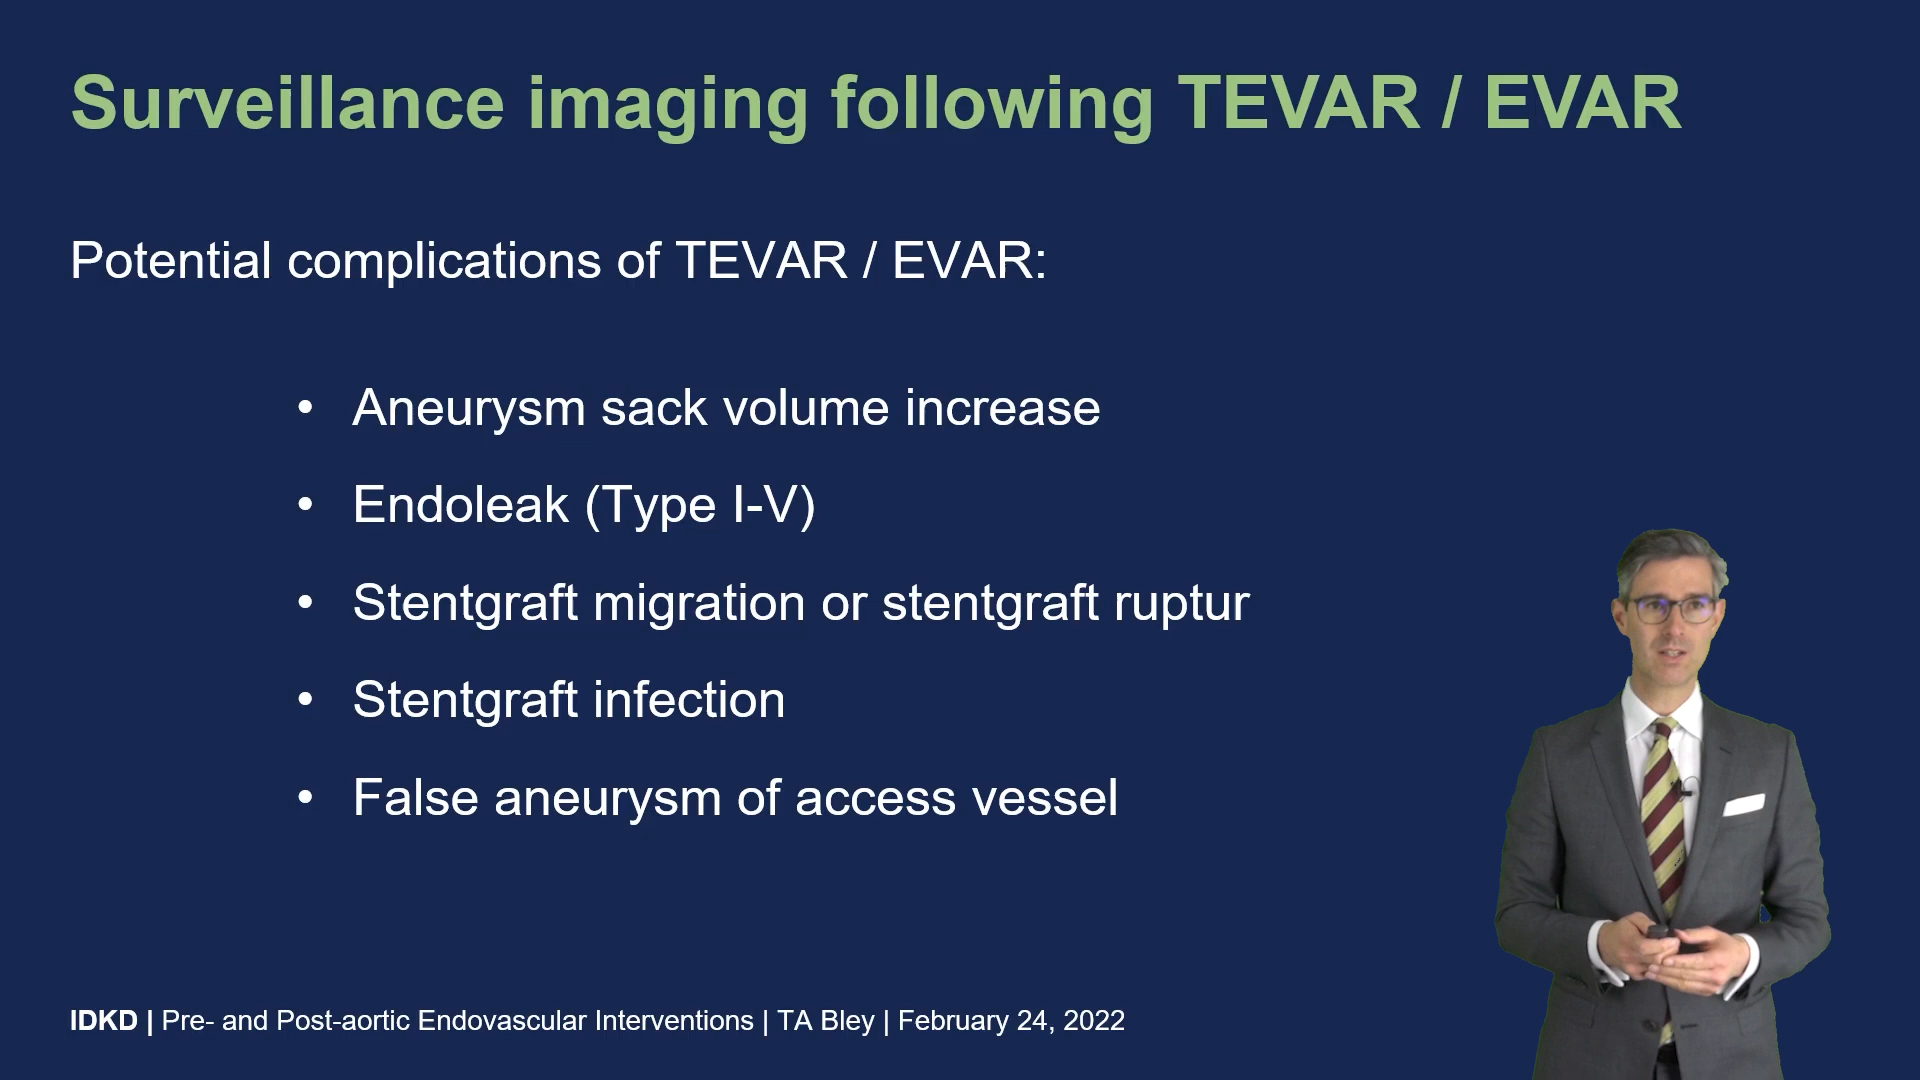 Surveillance imaging following TEVAR / EVAR
Potential complications of TEVAR / EVAR:
• Aneurysm sack volume increase
• Endoleak (Type I-V)
• Stentgraft migration or stentgraft ruptur
• Stentgraft infection
• False aneurysm of access vessel
IDKD | Pre- and Post-aortic Endovascular Interventions | TA Bley | February 24, 2022